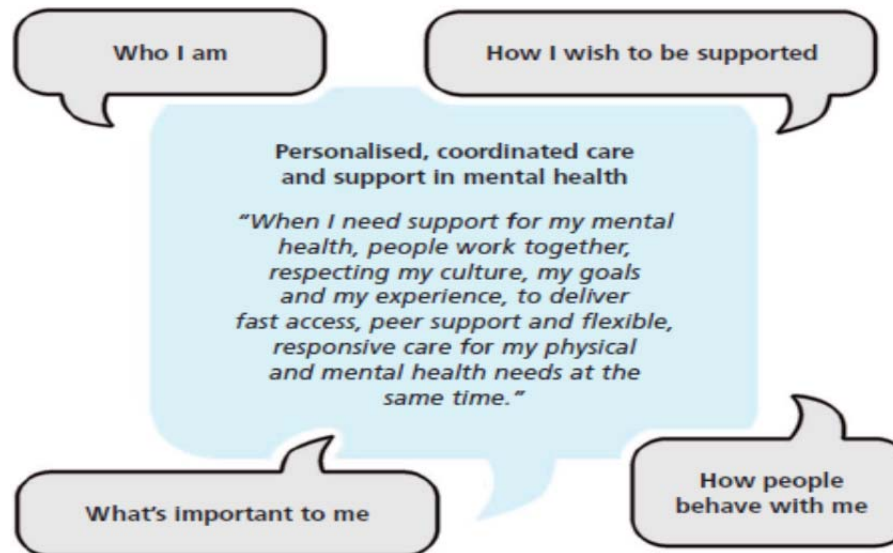 Who I am
How I wish to be supported
Personalised, coordinated care
and support in mental health
“When I need support for my mental
health, people work together,
respecting my culture, my goals
and my experience, to deliver
fast access, peer support and flexible,
responsive care for my physical
and mental health needs at the
same time.”
What’s important to me
How people
behave with me